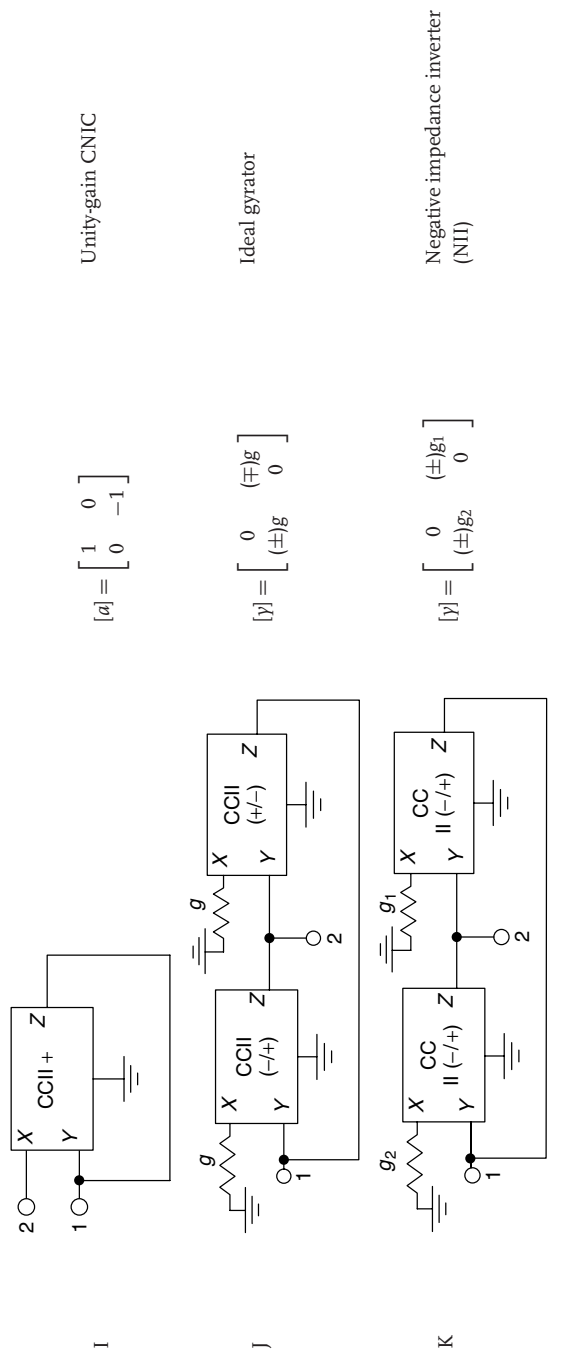 I
2
1
X
Y
CCII +
Z
[a] = [ 1 0
0 −1 ]
Unity-gain CNIC
J
g
1
X
Y
CCII
(−/+)
Z
2
g
X
Y
CCII
(+/−)
Z
[y] = [ 0 (∓)g
(±)g 0 ]
Ideal gyrator
K
g2
1
X
Y
CC
II (−/+)
Z
2
g1
X
Y
CC
II (−/+)
Z
[y] = [ 0 (±)g1
(±)g2 0 ]
Negative impedance inverter
(NII)